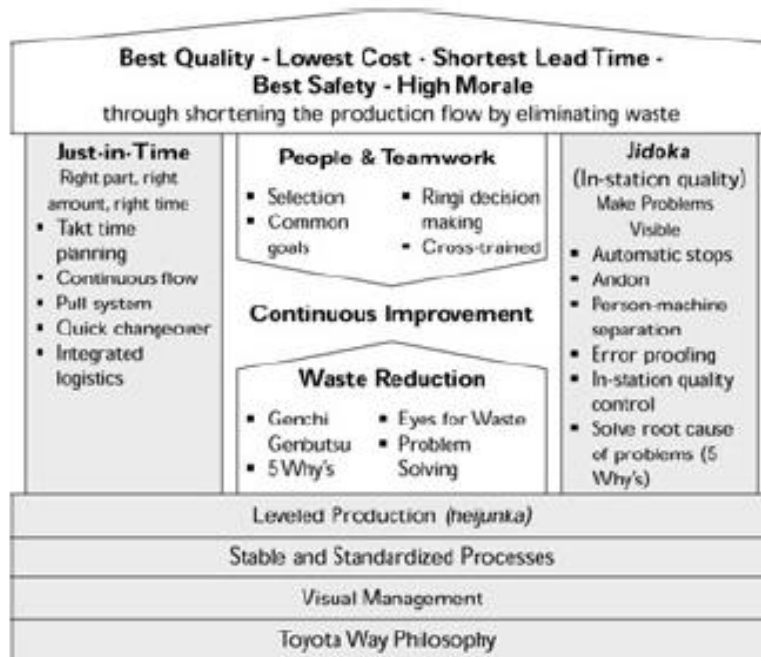 Best Quality - Lowest Cost - Shortest Lead Time -
Best Safety - High Morale
through shortening the production flow by eliminating waste
Just-in-Time
Right part, right
amount, right time
▪ Takt time
planning
▪ Continuous flow
▪ Pull system
▪ Quick changeover
▪ Integrated
logistics
People & Teamwork
▪ Selection
▪ Common
goals
▪ Ringi decision
making
▪ Cross-trained
Continuous Improvement
Waste Reduction
▪ Genchi
Genbutsu
▪ 5 Why's
▪ Eyes for Waste
▪ Problem
Solving
Jidoka
(In-station quality)
Make Problems
Visible
▪ Automatic stops
▪ Andon
▪ Person-machine
separation
▪ Error proofing
▪ In-station quality
control
▪ Solve root cause
of problems (5
Why's)
Leveled Production (heijunka)
Stable and Standardized Processes
Visual Management
Toyota Way Philosophy